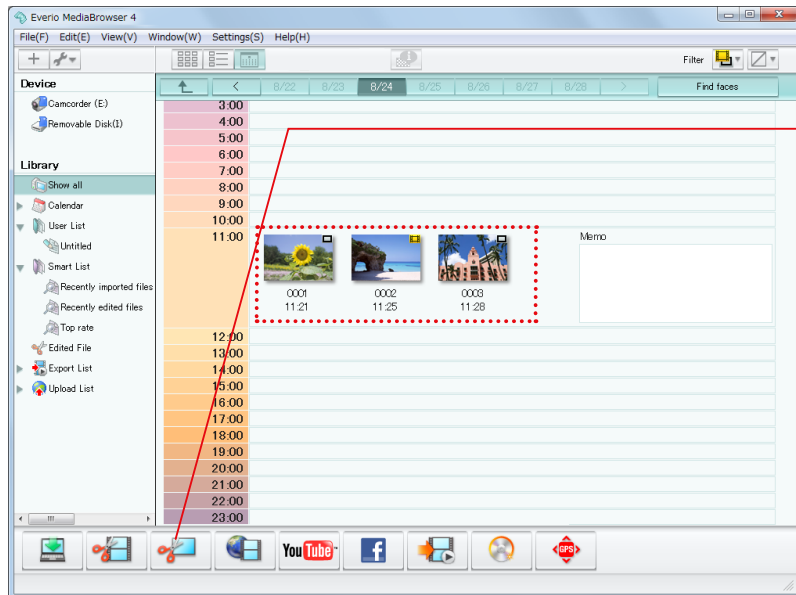 Everio MediaBrowser 4
File(F) Edit(E) View(V) Window(W) Settings(S) Help(H)
Filter
Device
Camcorder (E:)
Removable Disk(I)
Library
Show all
Calendar
User List
Untitled
Smart List
Recently imported files
Recently edited files
Top rate
Edited File
Export List
Upload List
< 8/22 8/23 8/24 8/25 8/26 8/27 8/28 > Find faces
3:00
4:00
5:00
6:00
7:00
8:00
9:00
10:00
11:00
0001 0002 0003
11:21 11:25 11:28
Memo
12:00
13:00
14:00
15:00
16:00
17:00
18:00
19:00
20:00
21:00
22:00
23:00
YouTube f GPS